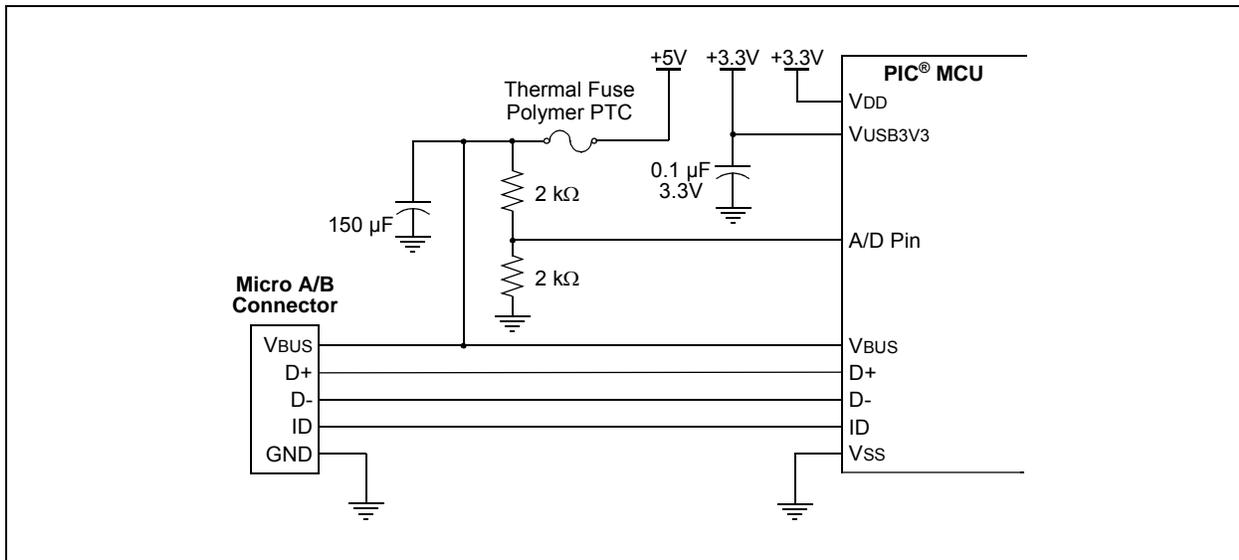 +5V
+3.3V
+3.3V
PIC® MCU
Thermal Fuse
Polymer PTC
VDD
VUSB3V3
0.1 µF
3.3V
2 kΩ
150 µF
A/D Pin
2 kΩ
Micro A/B
Connector
VBUS
VBUS
D+
D+
D-
D-
ID
ID
GND
VSS